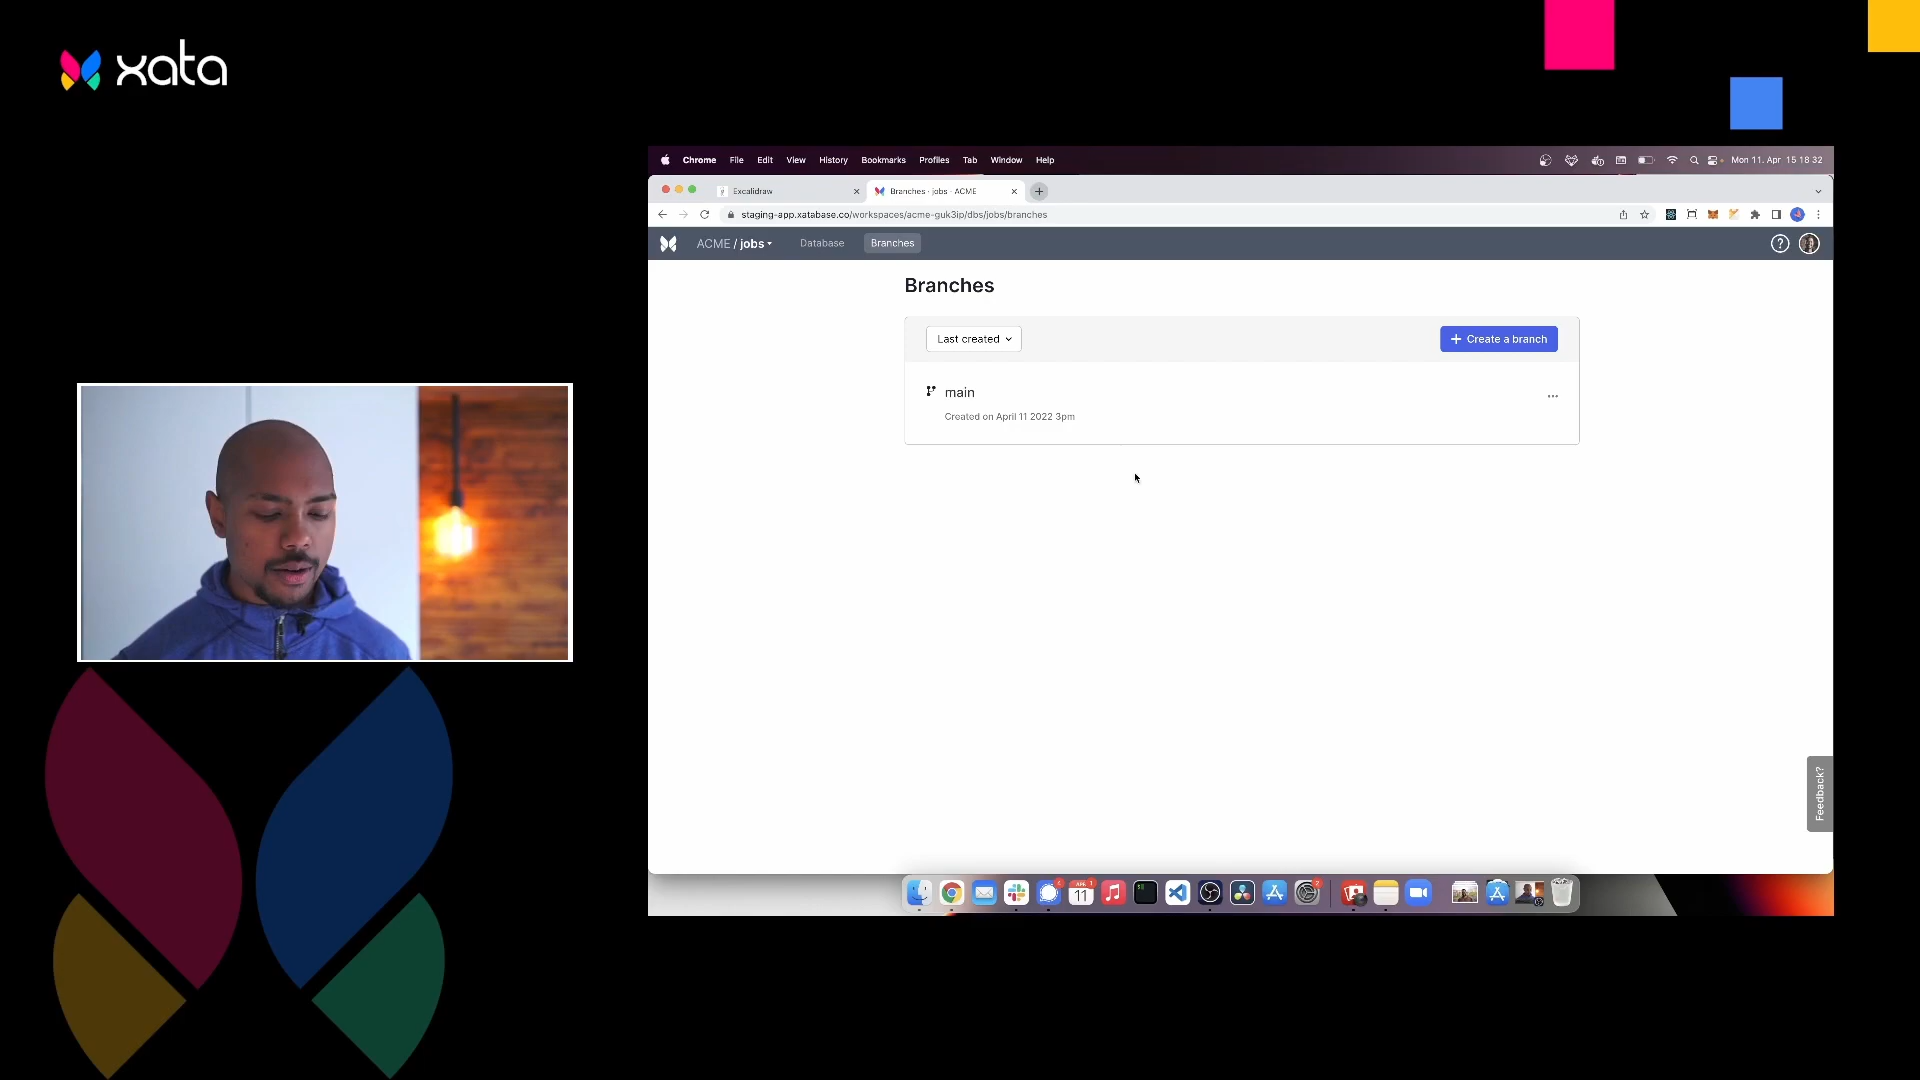 xata
Chrome File Edit View History Bookmarks Profiles Tab Window Help
Mon 11. Apr 15 18 32
Excalidraw
Branches · jobs · ACME
staging-app.xatabase.co/workspaces/acme-guk3ip/dbs/jobs/branches
ACME / jobs
Database
Branches
?
Branches
Last created
+ Create a branch
main
...
Created on April 11 2022 3pm
Feedback?
APR
11